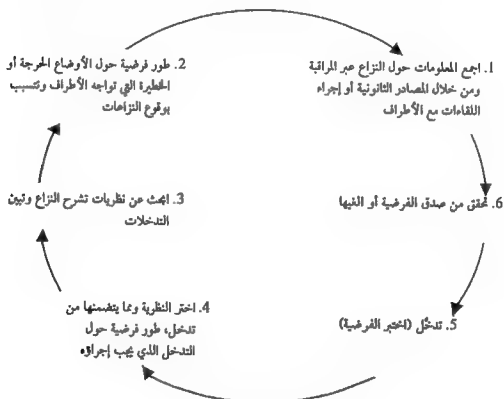 1. اجمع المعلومات حول النزاع عبر المراقبة
ومن خلال المصادر الثانونية أو إجراء
اللقاءات مع الأطراف
2. طور فرضية حول الأوضاع الحرجة أو
الخطيرة التي تواجه الأطراف وتتسبب
بوقوع النزاعات
3. ابحث عن نظريات تشرح النزاع وتبين
التدخلات
4. اختر النظرية وبما يتضمنها من
تدخل، طور فرضية حول
التدخل الذي يجب إجراؤه
5. تدخّل (اختبر الفرضية)
6. تحقق من صدق الفرضية أو الغيها